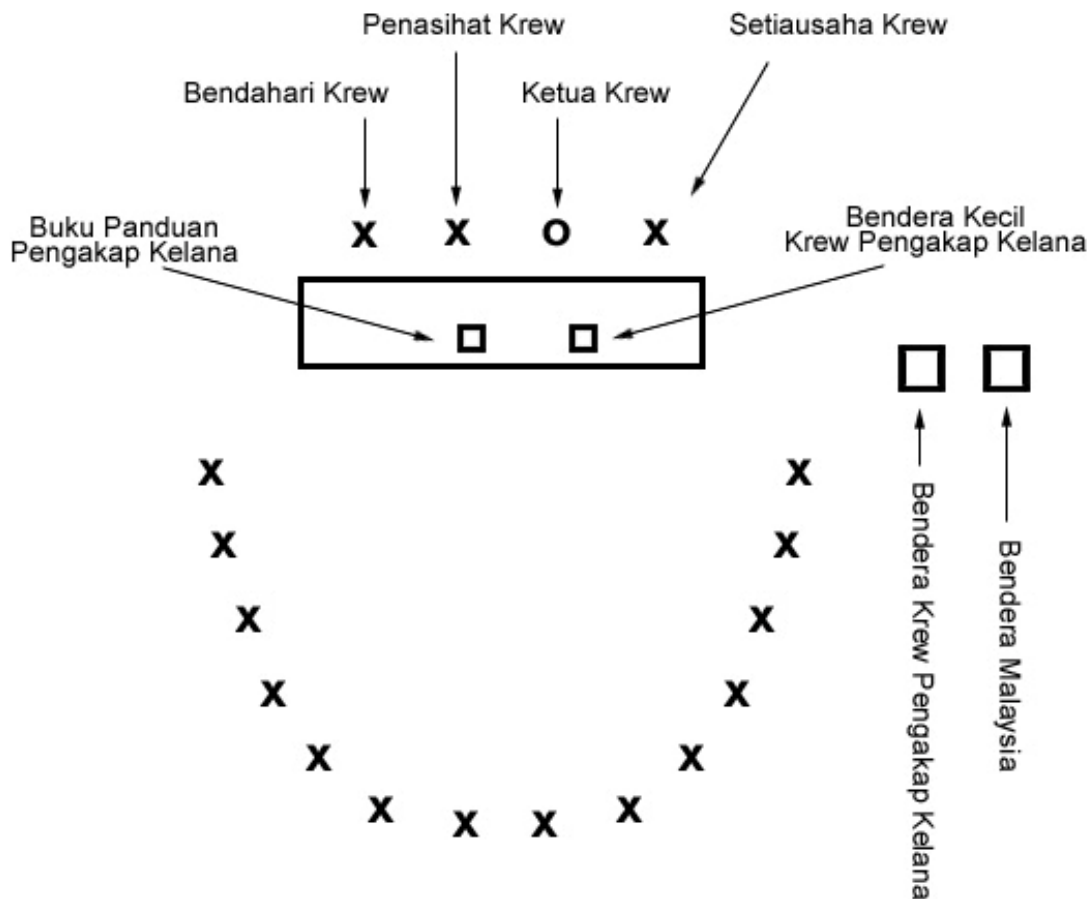 Penasihat Krew
Setiausaha Krew
Bendahari Krew
Ketua Krew
X X O X
Buku Panduan
Pengakap Kelana
Bendera Kecil
Krew Pengakap Kelana
X X
X X
X X
X X
X X
X X X X
Bendera Krew Pengakap Kelana
Bendera Malaysia